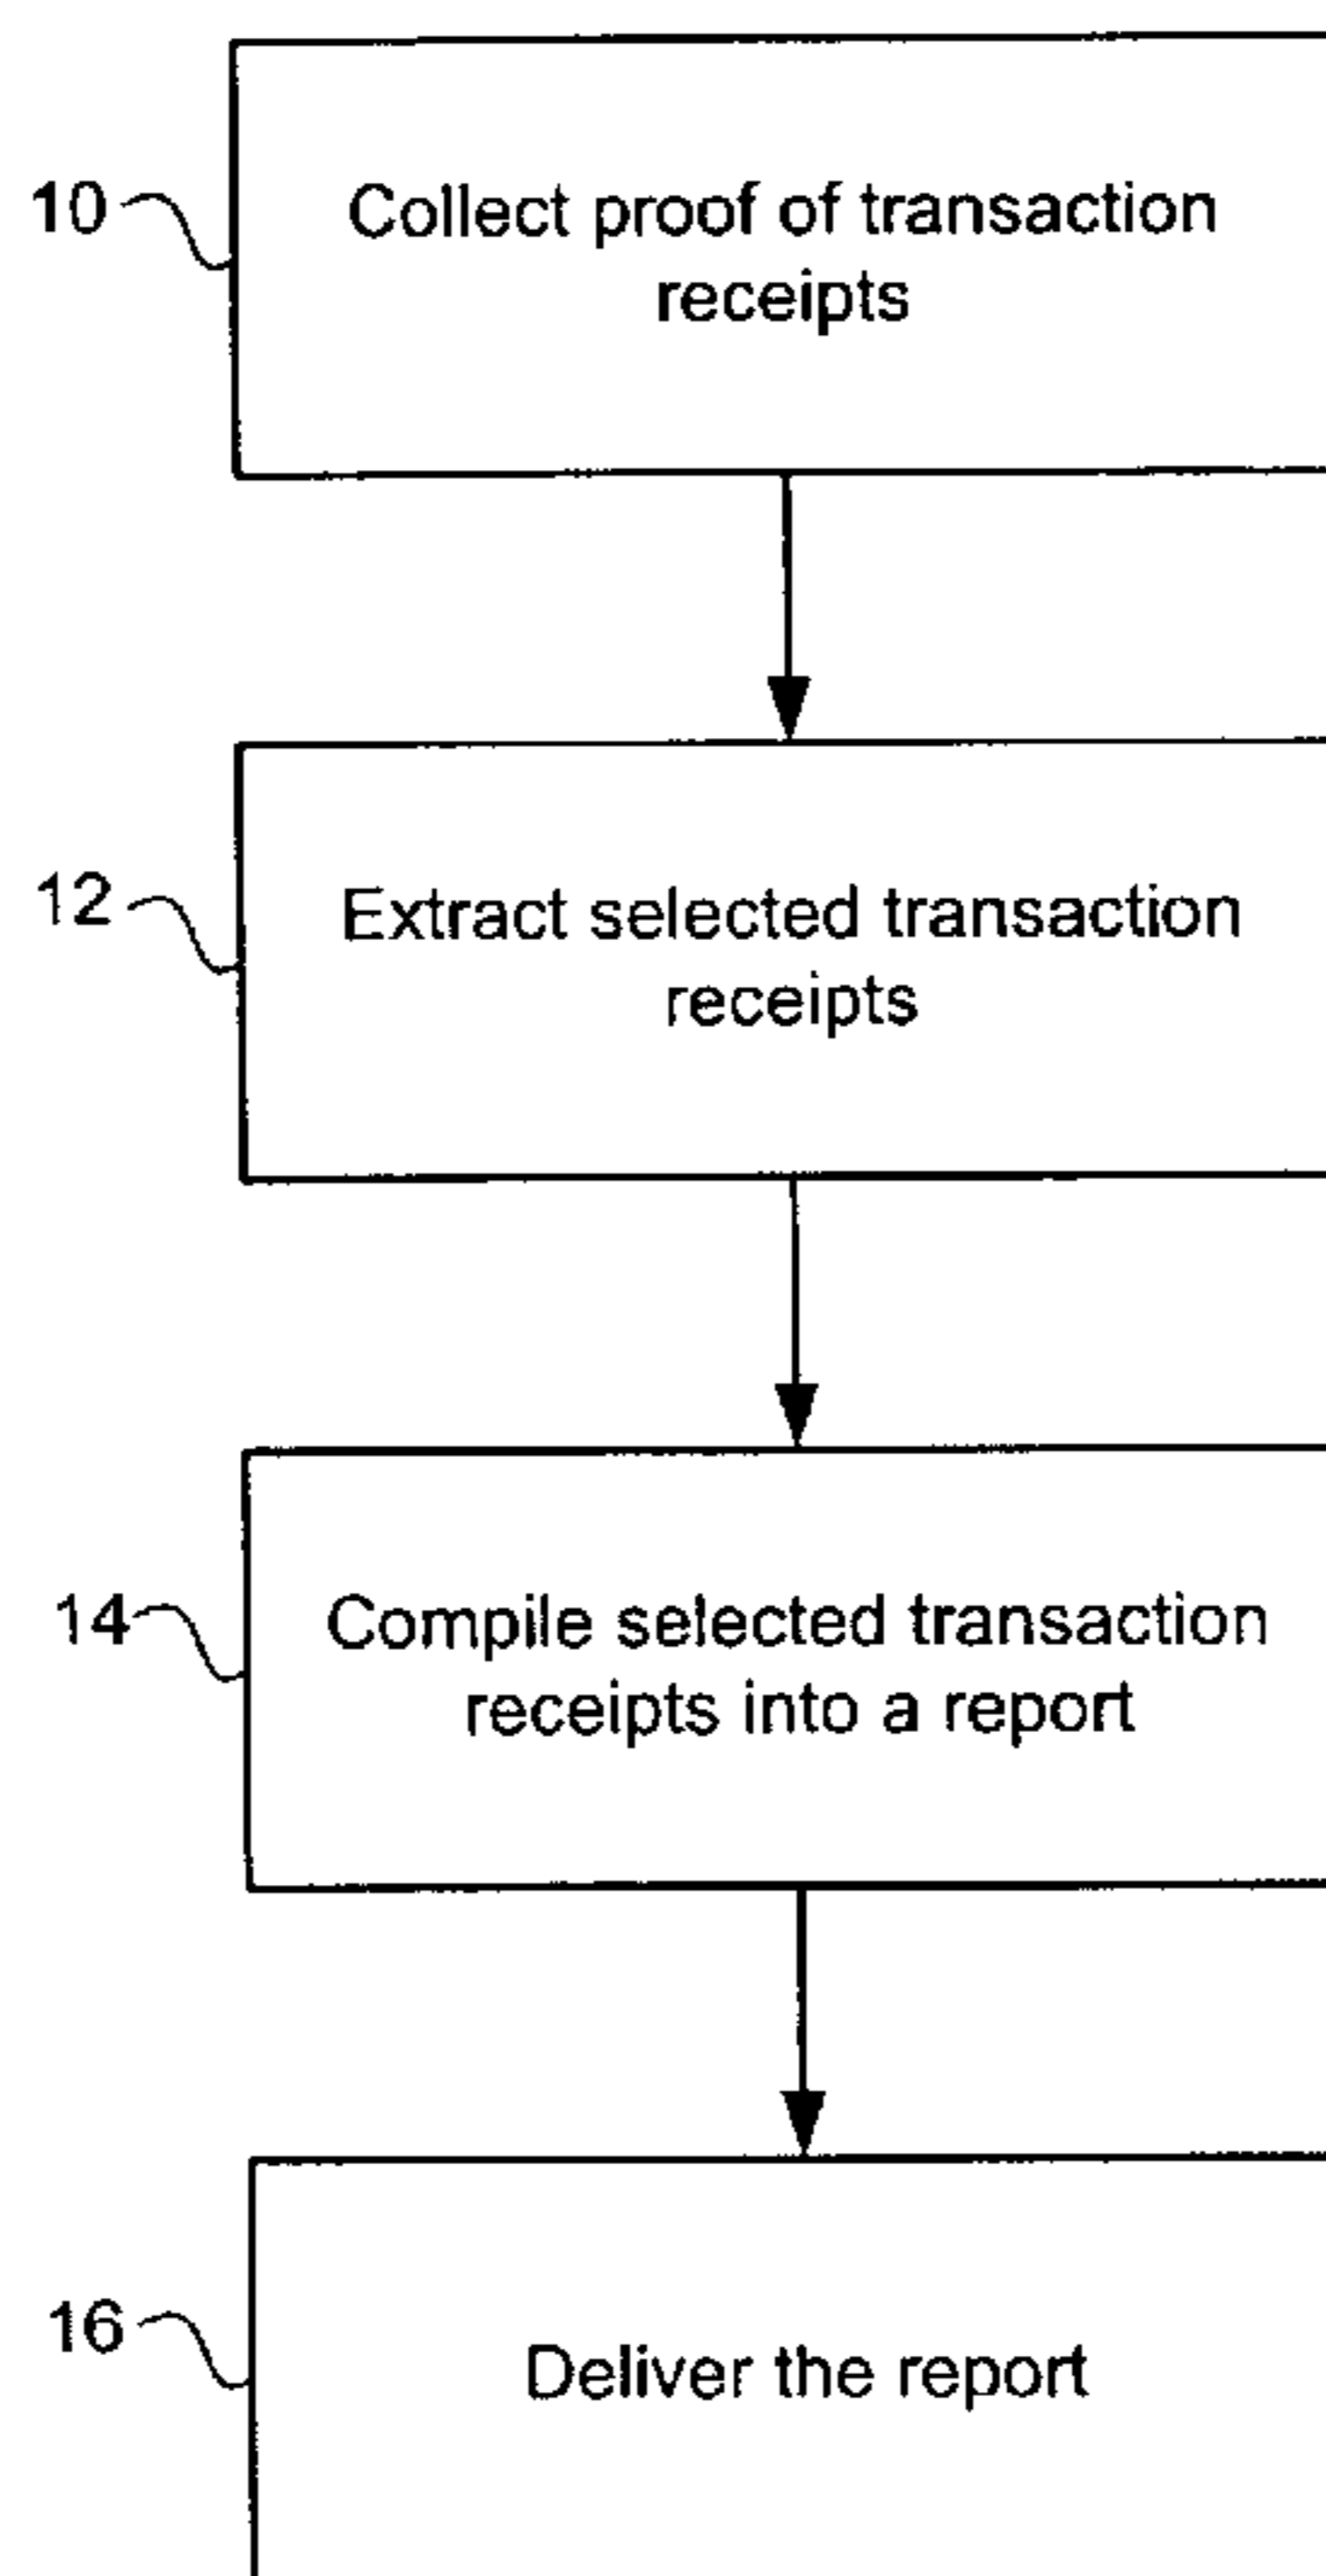 10
Collect proof of transaction
receipts
12
Extract selected transaction
receipts
14
Compile selected transaction
receipts into a report
16
Deliver the report